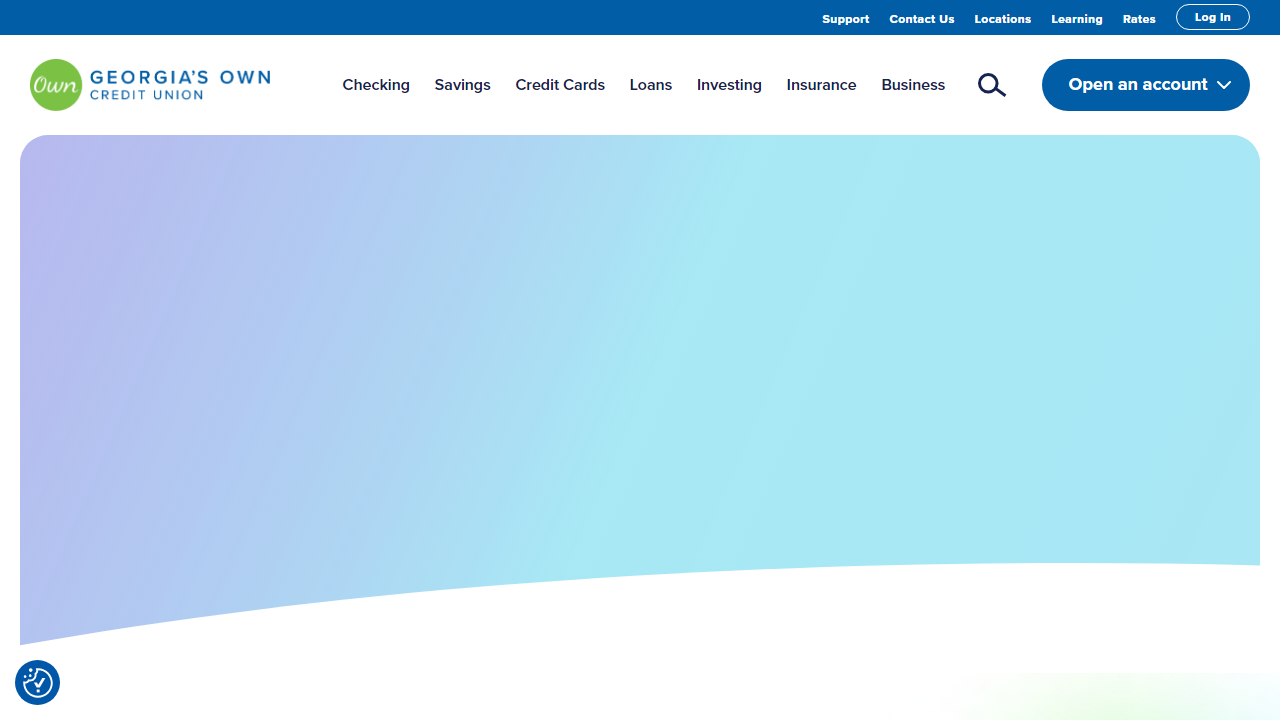 Support Contact Us Locations Learning Rates Log In
Own GEORGIA'S OWN
CREDIT UNION
Checking Savings Credit Cards Loans Investing Insurance Business Open an account